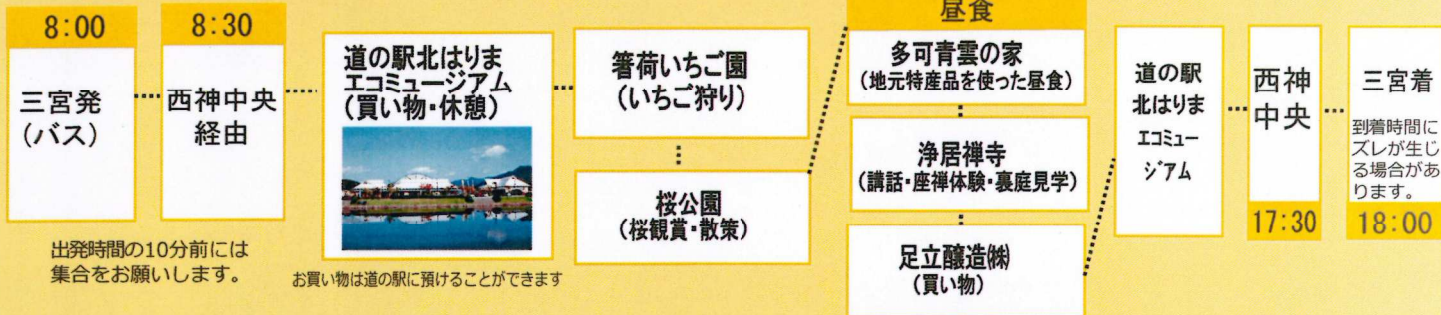 8:00
三宮発
(バス)
8:30
西神中央
経由
出発時間の10分前には
集合をお願いします。
道の駅北はりま
エコミュージアム
(買い物・休憩)
お買い物は道の駅に預けることができます
箸荷いちご園
(いちご狩り)
桜公園
(桜観賞・散策)
昼食
多可青雲の家
(地元特産品を使った昼食)
浄居禅寺
(講話・座禅体験・裏庭見学)
足立醸造㈱
(買い物)
道の駅
北はりま
エコミュー
ジアム
西神
中央
17:30
三宮着
到着時間に
ズレが生じ
る場合があ
ります。
18:00